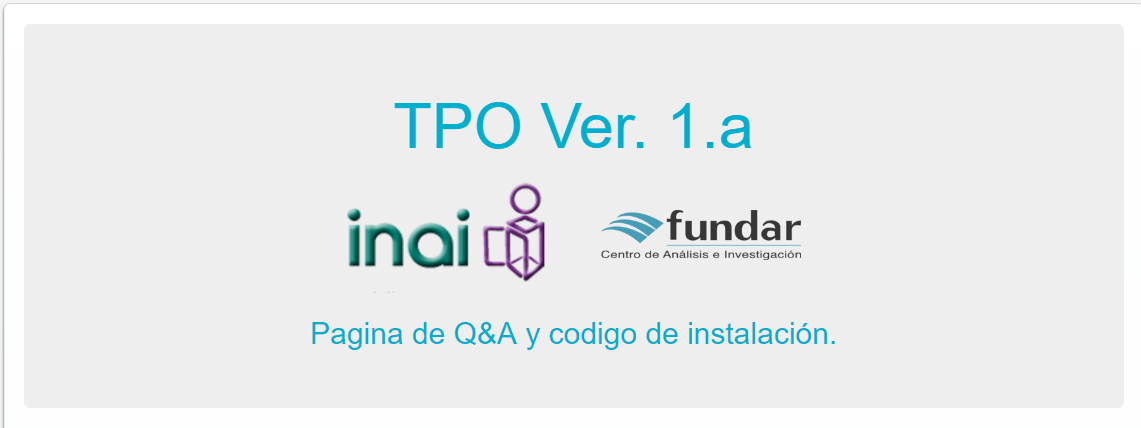 TPO Ver. 1.a
inai
fundar
Centro de Análisis e Investigación
Pagina de Q&A y codigo de instalación.